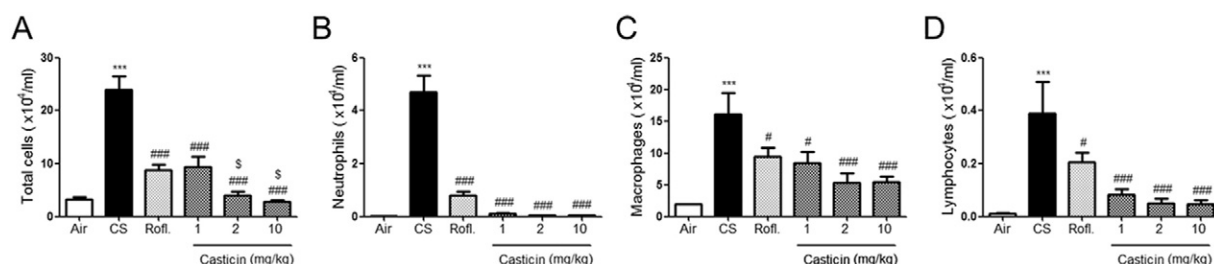 A
Total cells ( x10⁴/ml)
30
20
10
0
***
###
###
$
###
$
###
Air CS Rofl. 1 2 10
Casticin (mg/kg)
B
Neutrophils ( x10⁴/ml)
6
4
2
0
***
###
###
###
###
Air CS Rofl. 1 2 10
Casticin (mg/kg)
C
Macrophages ( x10⁴/ml)
25
20
15
10
5
0
***
#
#
###
###
Air CS Rofl. 1 2 10
Casticin (mg/kg)
D
Lymphocytes ( x10⁴/ml)
0.6
0.4
0.2
0.0
***
#
###
###
###
Air CS Rofl. 1 2 10
Casticin (mg/kg)